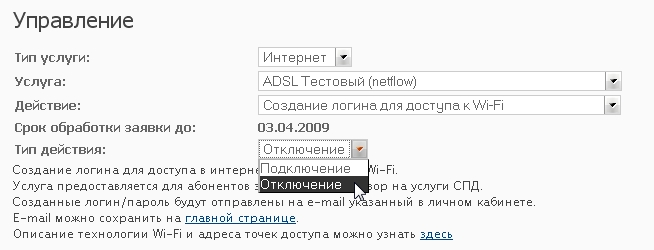 Управление
Тип услуги: Интернет
Услуга: ADSL Тестовый (netflow)
Действие: Создание логина для доступа к Wi-Fi
Срок обработки заявки до: 03.04.2009
Тип действия: Отключение
Подключение
Отключение
Создание логина для доступа в интерн Wi-Fi.
Услуга предоставляется для абонентов вор на услуги СПД.
Созданные логин/пароль будут отправлены на e-mail указанный в личном кабинете.
E-mail можно сохранить на главной странице.
Описание технологии Wi-Fi и адреса точек доступа можно узнать здесь